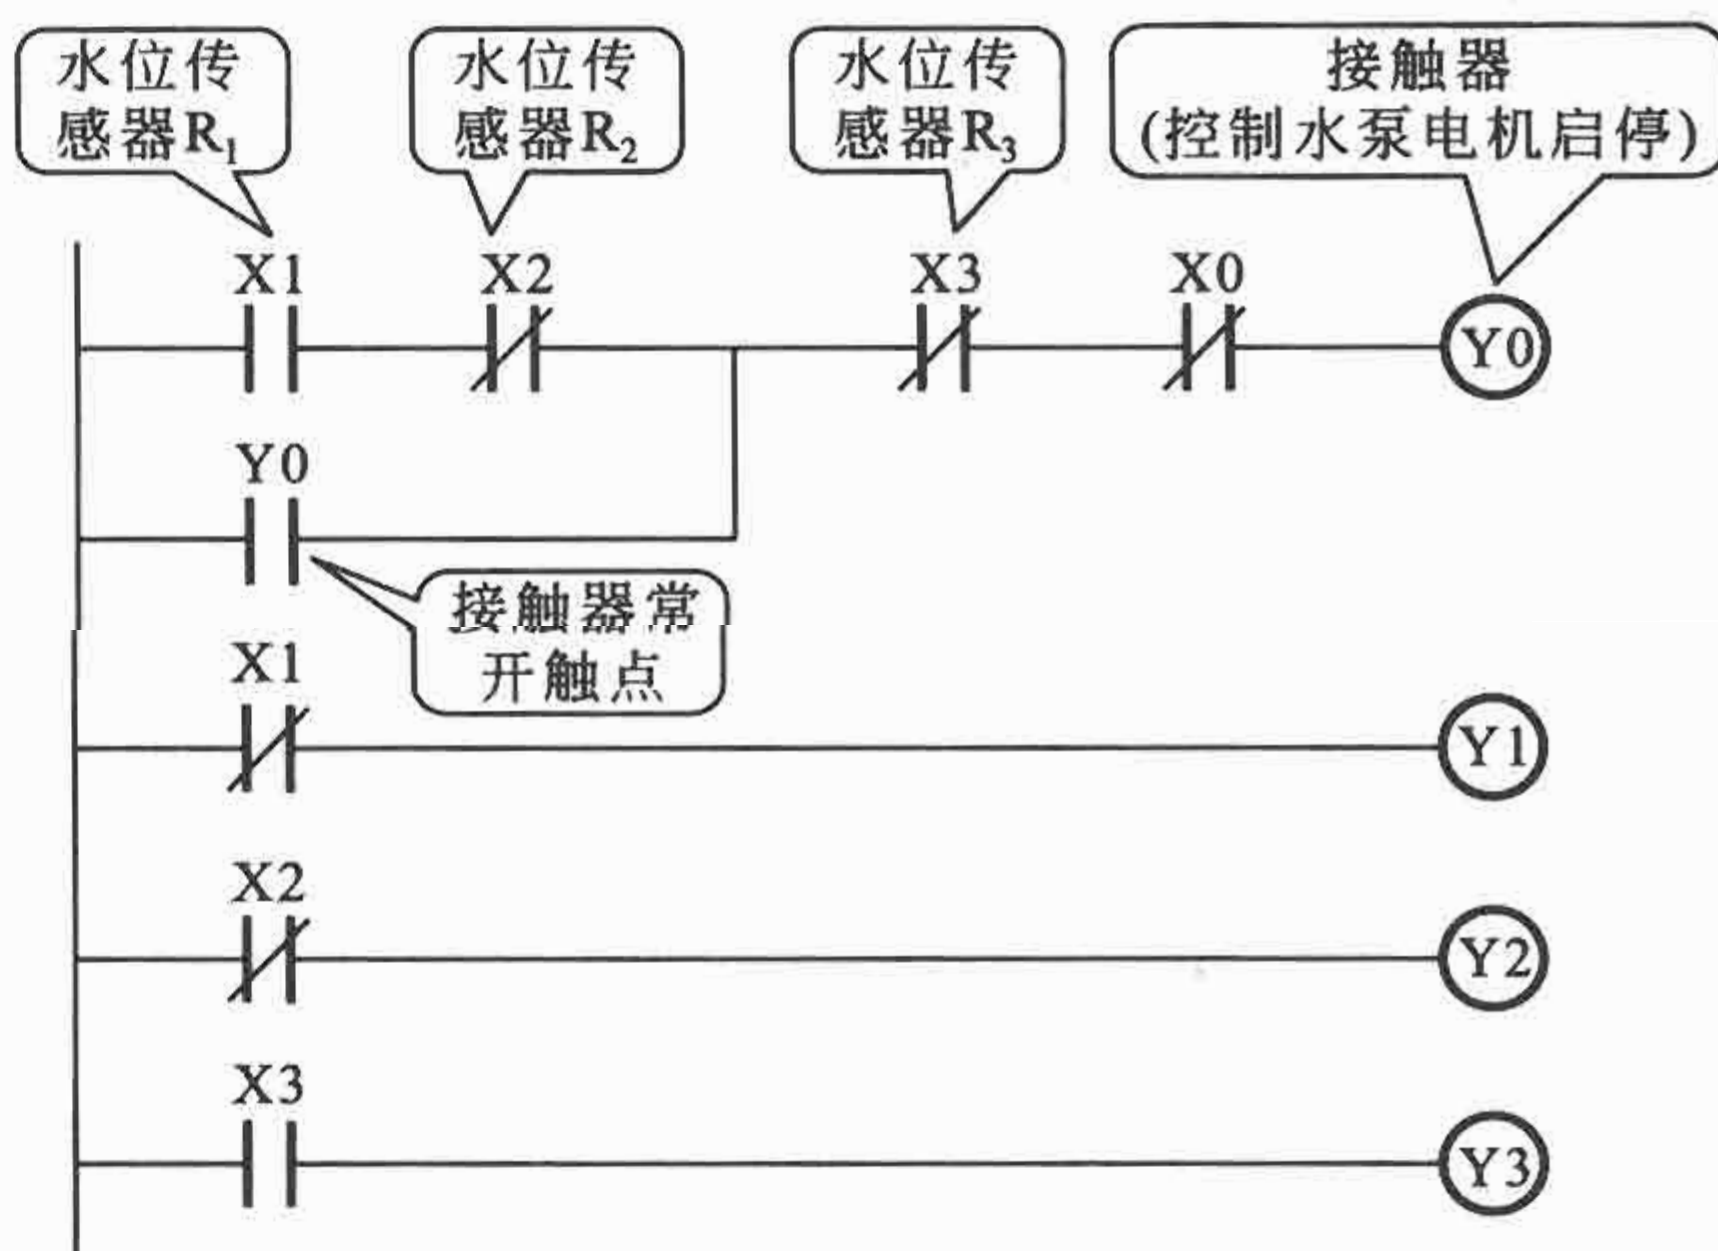 水位传
感器R₁
水位传
感器R₂
水位传
感器R₃
接触器
(控制水泵电机启停)
X1
X2
X3
X0
Y0
Y0
接触器常
开触点
X1
Y1
X2
Y2
X3
Y3